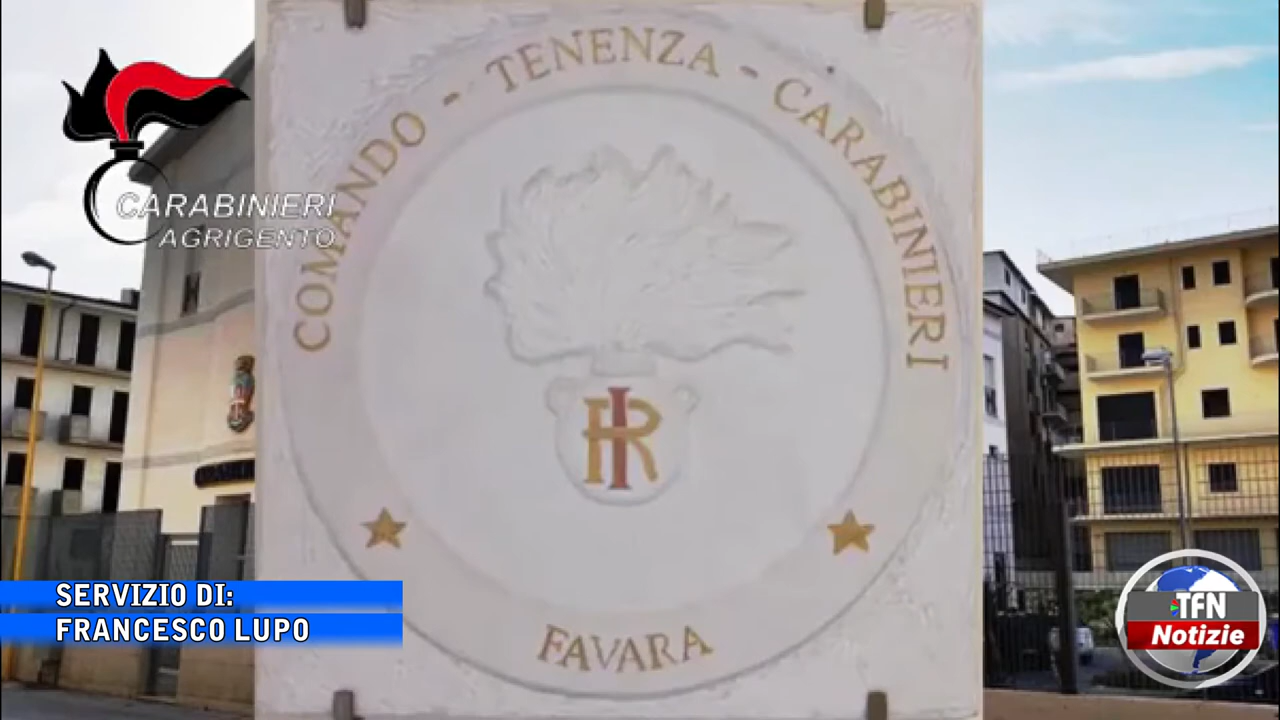 COMANDO - TENENZA - CARABINIERI
FAVARA
RI
CARABINIERI
AGRIGENTO
SERVIZIO DI:
FRANCESCO LUPO
TFN
Notizie